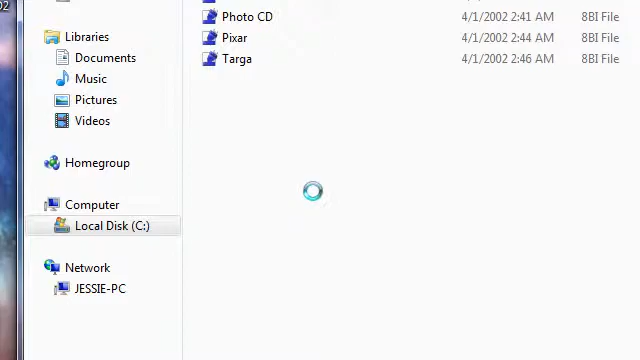 Photo CD 4/1/2002 2:41 AM 8BI File
Libraries
Pixar 4/1/2002 2:44 AM 8BI File
Documents
Targa 4/1/2002 2:46 AM 8BI File
Music
Pictures
Videos
Homegroup
Computer
Local Disk (C:)
Network
JESSIE-PC